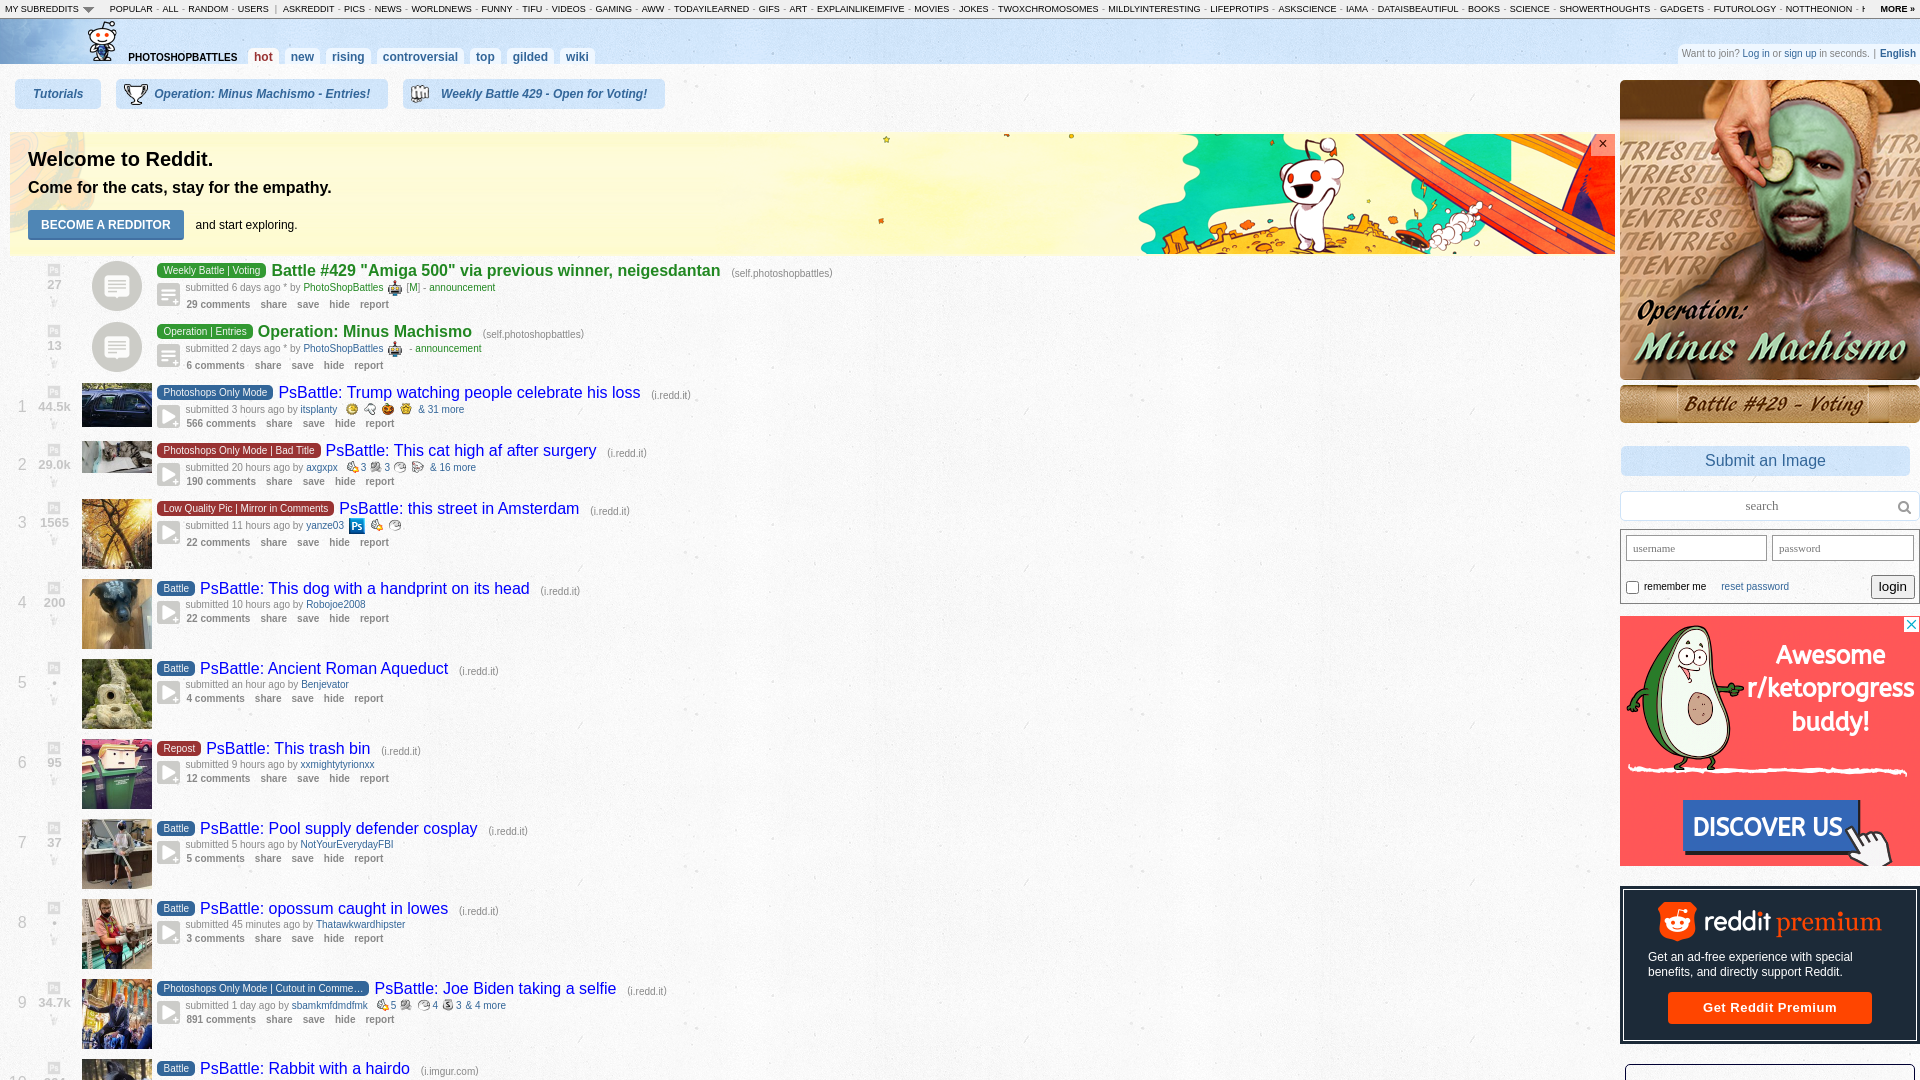 MY SUBREDDITS POPULAR - ALL - RANDOM - USERS | ASKREDDIT - PICS - NEWS - WORLDNEWS - FUNNY - TIFU - VIDEOS - GAMING - AWW - TODAYILEARNED - GIFS - ART - EXPLAINLIKEIMFIVE - MOVIES - JOKES - TWOXCHROMOSOMES - MILDLYINTERESTING - LIFEPROTIPS - ASKSCIENCE - IAMA - DATAISBEAUTIFUL - BOOKS - SCIENCE - SHOWERTHOUGHTS - GADGETS - FUTUROLOGY - NOTTHEONION - MORE »
PHOTOSHOPBATTLES hot new rising controversial top gilded wiki
Want to join? Log in or sign up in seconds. | English
Tutorials
Operation: Minus Machismo - Entries!
Weekly Battle 429 - Open for Voting!
Welcome to Reddit.
Come for the cats, stay for the empathy.
BECOME A REDDITOR and start exploring.
×
27
Weekly Battle | Voting Battle #429 "Amiga 500" via previous winner, neigesdantan (self.photoshopbattles)
submitted 6 days ago * by PhotoShopBattles [M] - announcement
29 comments share save hide report
13
Operation | Entries Operation: Minus Machismo (self.photoshopbattles)
submitted 2 days ago * by PhotoShopBattles - announcement
6 comments share save hide report
1 44.5k
Photoshops Only Mode PsBattle: Trump watching people celebrate his loss (i.redd.it)
submitted 3 hours ago by itsplanty & 31 more
566 comments share save hide report
2 29.0k
Photoshops Only Mode | Bad Title PsBattle: This cat high af after surgery (i.redd.it)
submitted 20 hours ago by axgxpx 3 3 & 16 more
190 comments share save hide report
3 1565
Low Quality Pic | Mirror in Comments PsBattle: this street in Amsterdam (i.redd.it)
submitted 11 hours ago by yanze03 Ps
22 comments share save hide report
4 200
Battle PsBattle: This dog with a handprint on its head (i.redd.it)
submitted 10 hours ago by Robojoe2008
22 comments share save hide report
5 •
Battle PsBattle: Ancient Roman Aqueduct (i.redd.it)
submitted an hour ago by Benjevator
4 comments share save hide report
6 95
Repost PsBattle: This trash bin (i.redd.it)
submitted 9 hours ago by xxmightytyrionxx
12 comments share save hide report
7 37
Battle PsBattle: Pool supply defender cosplay (i.redd.it)
submitted 5 hours ago by NotYourEverydayFBI
5 comments share save hide report
8 •
Battle PsBattle: opossum caught in lowes (i.redd.it)
submitted 45 minutes ago by Thatawkwardhipster
3 comments share save hide report
9 34.7k
Photoshops Only Mode | Cutout in Comme... PsBattle: Joe Biden taking a selfie (i.redd.it)
submitted 1 day ago by sbamkmfdmdfmk 5 4 3 & 4 more
891 comments share save hide report
Battle PsBattle: Rabbit with a hairdo (i.imgur.com)
Operation:
Minus Machismo
Battle #429 - Voting
Submit an Image
search
username password
remember me reset password login
Awesome
r/ketoprogress
buddy!
DISCOVER US
reddit premium
Get an ad-free experience with special
benefits, and directly support Reddit.
Get Reddit Premium